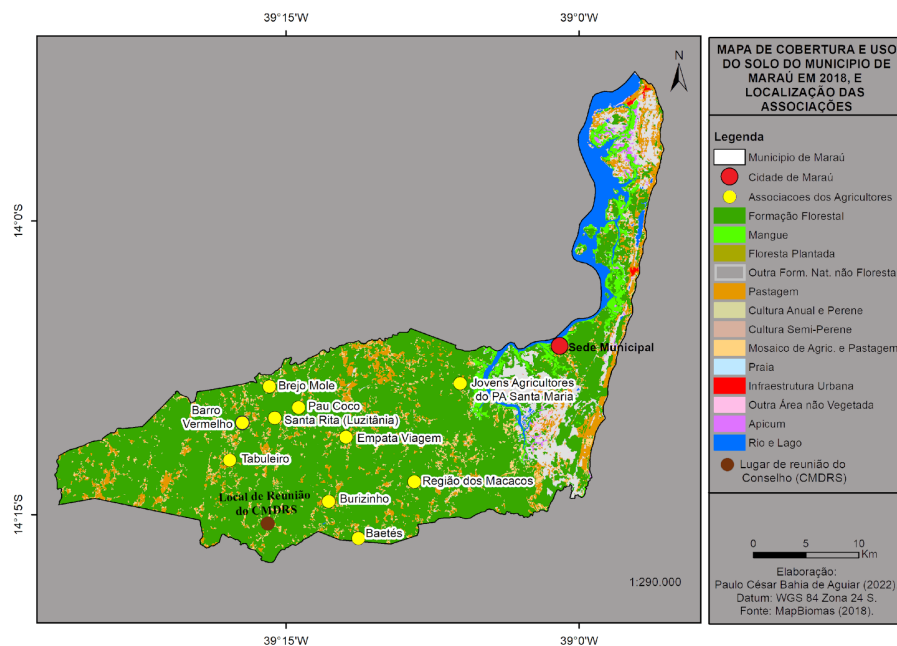 39°15'W
39°0'W
MAPA DE COBERTURA E USO
DO SOLO DO MUNICIPIO DE
MARAÚ EM 2018, E
LOCALIZAÇÃO DAS
ASSOCIAÇÕES
N
Legenda
Municipio de Maraú
Cidade de Maraú
Associacoes dos Agricultores
Formação Florestal
Mangue
Floresta Plantada
Outra Form. Nat. não Floresta
Pastagem
Cultura Anual e Perene
Cultura Semi-Perene
Mosaico de Agric. e Pastagem
Praia
Infraestrutura Urbana
Outra Área não Vegetada
Apicum
Rio e Lago
Lugar de reunião do
Conselho (CMDRS)
14°0'S
14°15'S
Sede Municipal
Brejo Mole
Jovens Agricultores
do PA Santa Maria
Pau Coco
Barro
Vermelho
Santa Rita (Luzitânia)
Empata Viagem
Tabuleiro
Região dos Macacos
Local de Reunião
do CMDRS
Burizinho
Baetés
1:290.000
0 5 10
Km
Elaboração:
Paulo César Bahia de Aguiar (2022)
Datum: WGS 84 Zona 24 S.
Fonte: MapBiomas (2018).
39°15'W
39°0'W